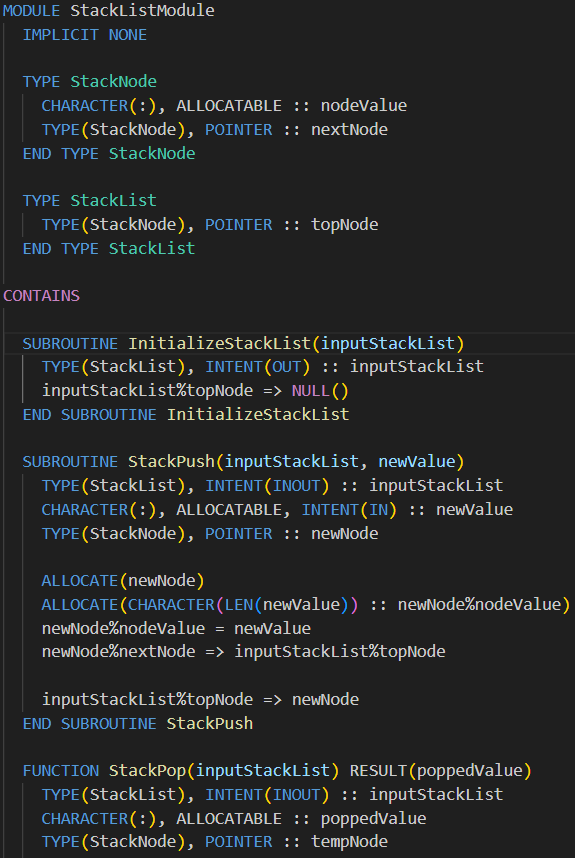 MODULE StackListModule
  IMPLICIT NONE

  TYPE StackNode
    CHARACTER(:), ALLOCATABLE :: nodeValue
    TYPE(StackNode), POINTER :: nextNode
  END TYPE StackNode

  TYPE StackList
    TYPE(StackNode), POINTER :: topNode
  END TYPE StackList

CONTAINS

  SUBROUTINE InitializeStackList(inputStackList)
    TYPE(StackList), INTENT(OUT) :: inputStackList
    inputStackList%topNode => NULL()
  END SUBROUTINE InitializeStackList

  SUBROUTINE StackPush(inputStackList, newValue)
    TYPE(StackList), INTENT(INOUT) :: inputStackList
    CHARACTER(:), ALLOCATABLE, INTENT(IN) :: newValue
    TYPE(StackNode), POINTER :: newNode

    ALLOCATE(newNode)
    ALLOCATE(CHARACTER(LEN(newValue)) :: newNode%nodeValue)
    newNode%nodeValue = newValue
    newNode%nextNode => inputStackList%topNode

    inputStackList%topNode => newNode
  END SUBROUTINE StackPush

  FUNCTION StackPop(inputStackList) RESULT(poppedValue)
    TYPE(StackList), INTENT(INOUT) :: inputStackList
    CHARACTER(:), ALLOCATABLE :: poppedValue
    TYPE(StackNode), POINTER :: tempNode